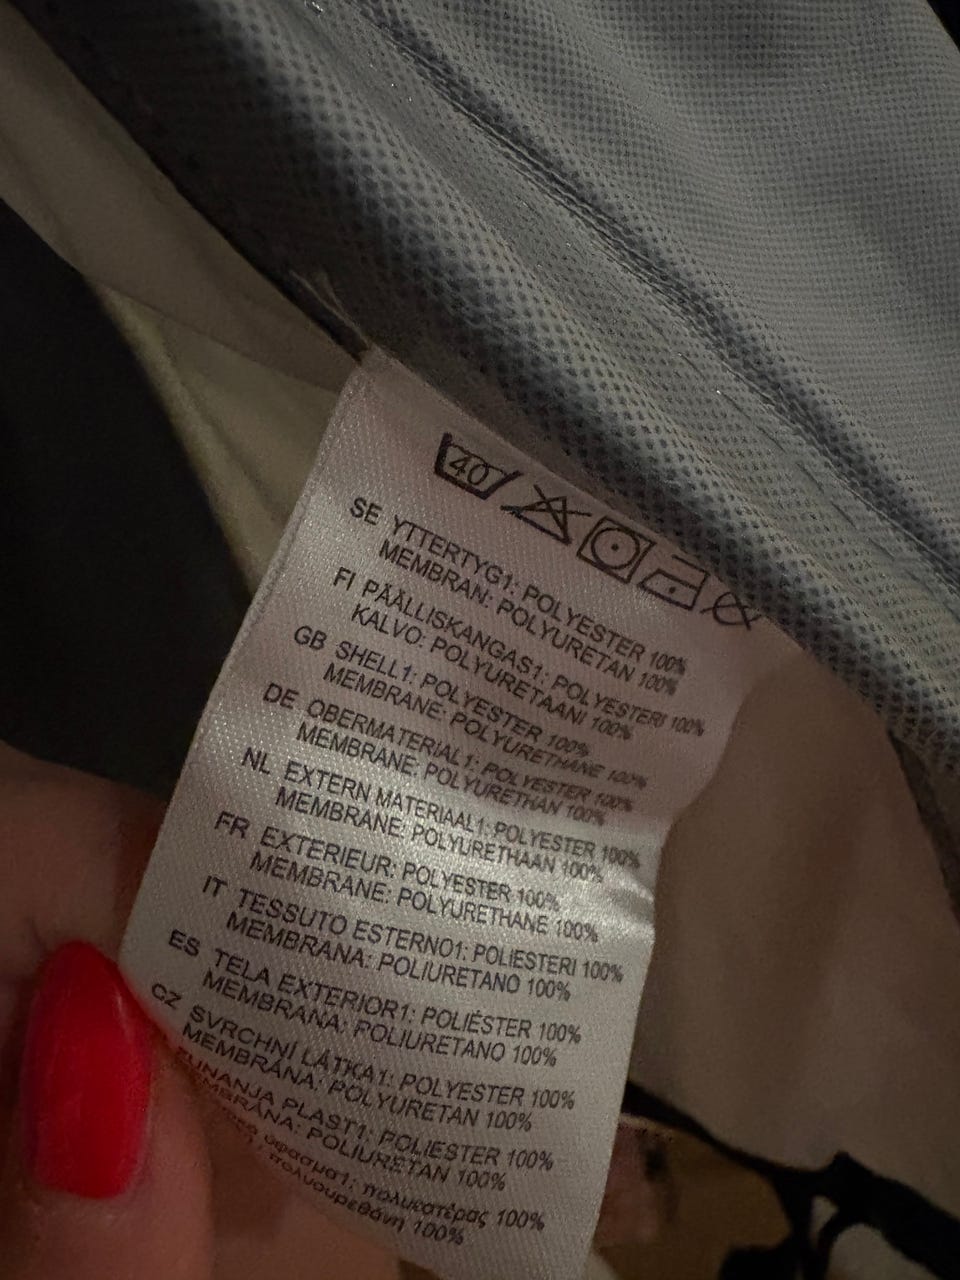 40
SE YTTERTYG1: POLYESTER 100%
MEMBRAN: POLYURETAN 100%
FI PÄÄLLISKANGAS1: POLYESTERI 100%
KALVO: POLYURETAANI 100%
GB SHELL1: POLYESTER 100%
MEMBRANE: POLYURETHANE 100%
DE OBERMATERIAL1: POLYESTER 100%
MEMBRANE: POLYURETHAN 100%
NL EXTERN MATERIAAL1: POLYESTER 100%
MEMBRANE: POLYURETHAAN 100%
FR EXTERIEUR: POLYESTER 100%
MEMBRANE: POLYURETHANE 100%
IT TESSUTO ESTERNO1: POLIESTERI 100%
MEMBRANA: POLIURETANO 100%
ES TELA EXTERIOR1: POLIÉSTER 100%
MEMBRANA: POLIURETANO 100%
CZ SVRCHNÍ LÁTKA1: POLYESTER 100%
MEMBRÁNA: POLYURETAN 100%
ZUNANJA PLAST1: POLIESTER 100%
MEMBRÁNA: POLIURETAN 100%
ύφασμα1: πολυεστέρας 100%
πολυουρεθάνη 100%